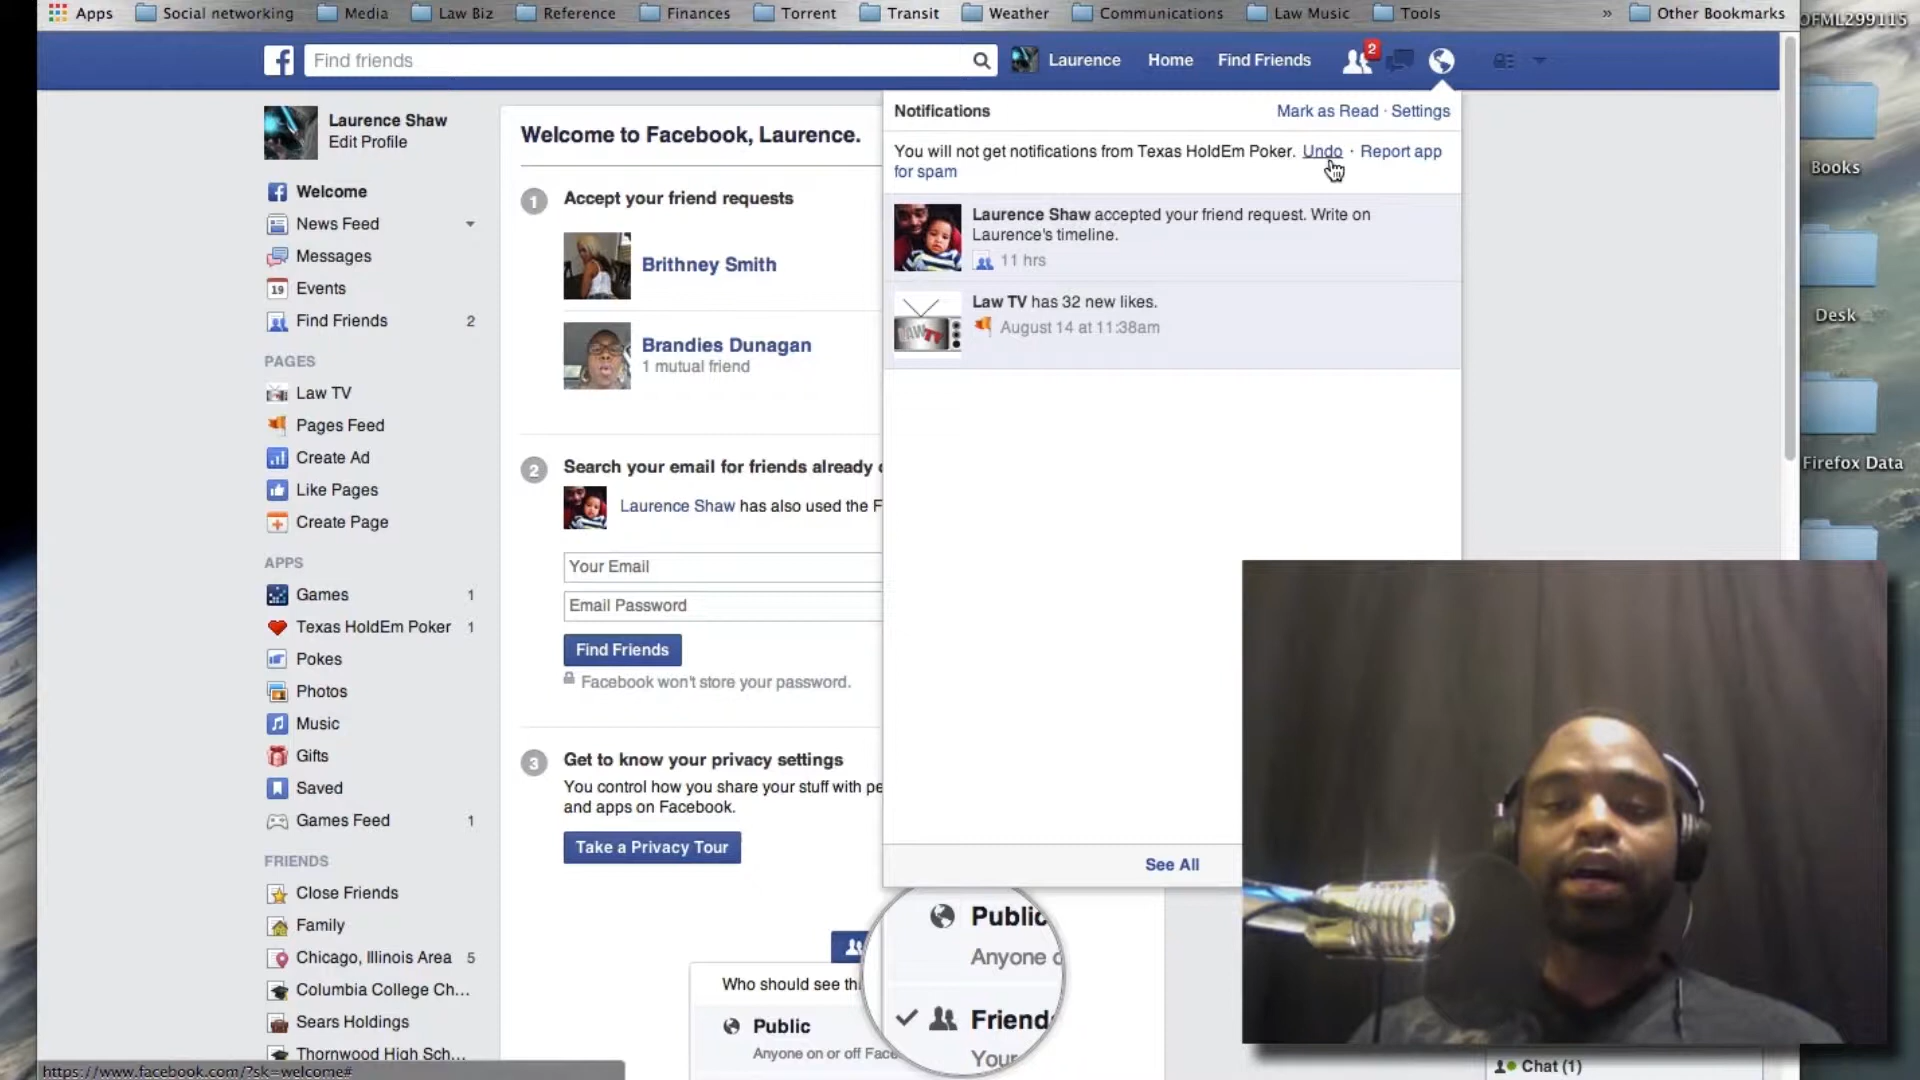 Apps
Social networking
Media
Law Biz
Reference
Finances
Torrent
Transit
Weather
Communications
Law Music
Tools
»
Other Bookmarks
OFML299115
Find friends
Laurence
Home
Find Friends
2
Laurence Shaw
Edit Profile
Welcome
News Feed
Messages
19 Events
Find Friends 2
PAGES
Law TV
Pages Feed
Create Ad
Like Pages
Create Page
APPS
Games 1
Texas HoldEm Poker 1
Pokes
Photos
Music
Gifts
Saved
Games Feed 1
FRIENDS
Close Friends
Family
Chicago, Illinois Area 5
Columbia College Ch...
Sears Holdings
Thornwood High Sch...
https://www.facebook.com/?sk=welcome#
Welcome to Facebook, Laurence.
1 Accept your friend requests
Brithney Smith
Brandies Dunagan
1 mutual friend
2 Search your email for friends already
Laurence Shaw has also used the F
Your Email
Email Password
Find Friends
Facebook won't store your password.
3 Get to know your privacy settings
You control how you share your stuff with pe
and apps on Facebook.
Take a Privacy Tour
Who should see thi
Public
Anyone on or off Face
Public
Anyone o
Friends
Your
Notifications
Mark as Read · Settings
You will not get notifications from Texas HoldEm Poker. Undo · Report app
for spam
Laurence Shaw accepted your friend request. Write on
Laurence's timeline.
11 hrs
LAW TV
Law TV has 32 new likes.
August 14 at 11:38am
See All
Books
Desk
Firefox Data
Chat (1)